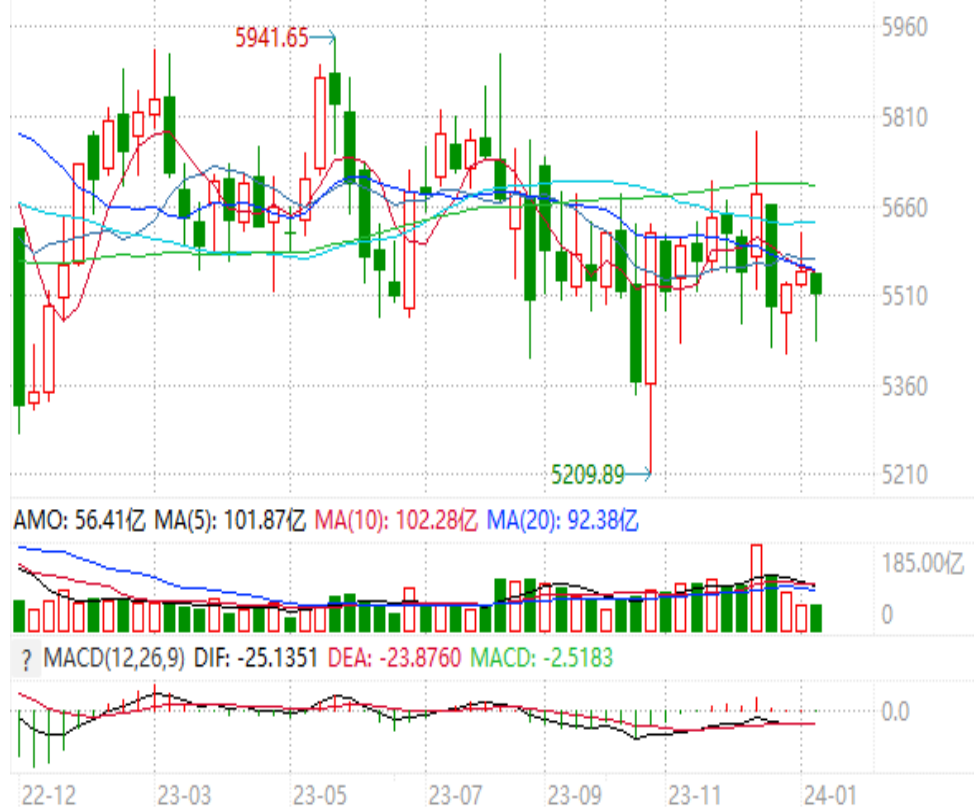 5960
5941.65
5810
5660
5510
5360
5209.89
5210
AMO: 56.41亿 MA(5): 101.87亿 MA(10): 102.28亿 MA(20): 92.38亿
185.00亿
0
? MACD(12,26,9) DIF: -25.1351 DEA: -23.8760 MACD: -2.5183
0.0
22-12 23-03 23-05 23-07 23-09 23-11 24-01